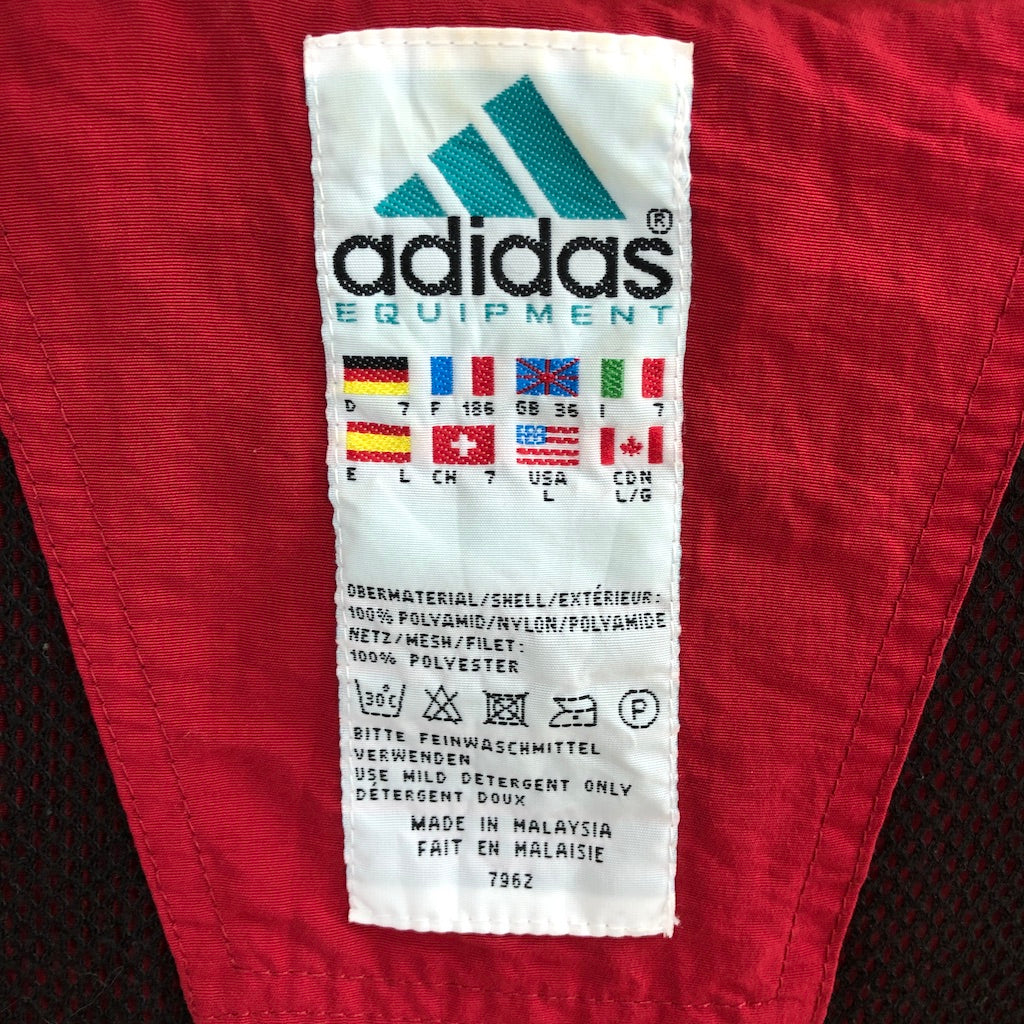 adidas®
EQUIPMENT
D 7 F 186 GB 36 I 7
E L CH 7 USA CDN
L L/G
OBERMATERIAL/SHELL/EXTÉRIEUR:
100% POLYAMID/NYLON/POLYAMIDE
NETZ/MESH/FILET:
100% POLYESTER
30°C P
BITTE FEINWASCHMITTEL
VERWENDEN
USE MILD DETERGENT ONLY
DÉTERGENT DOUX
MADE IN MALAYSIA
FAIT EN MALAISIE
7962